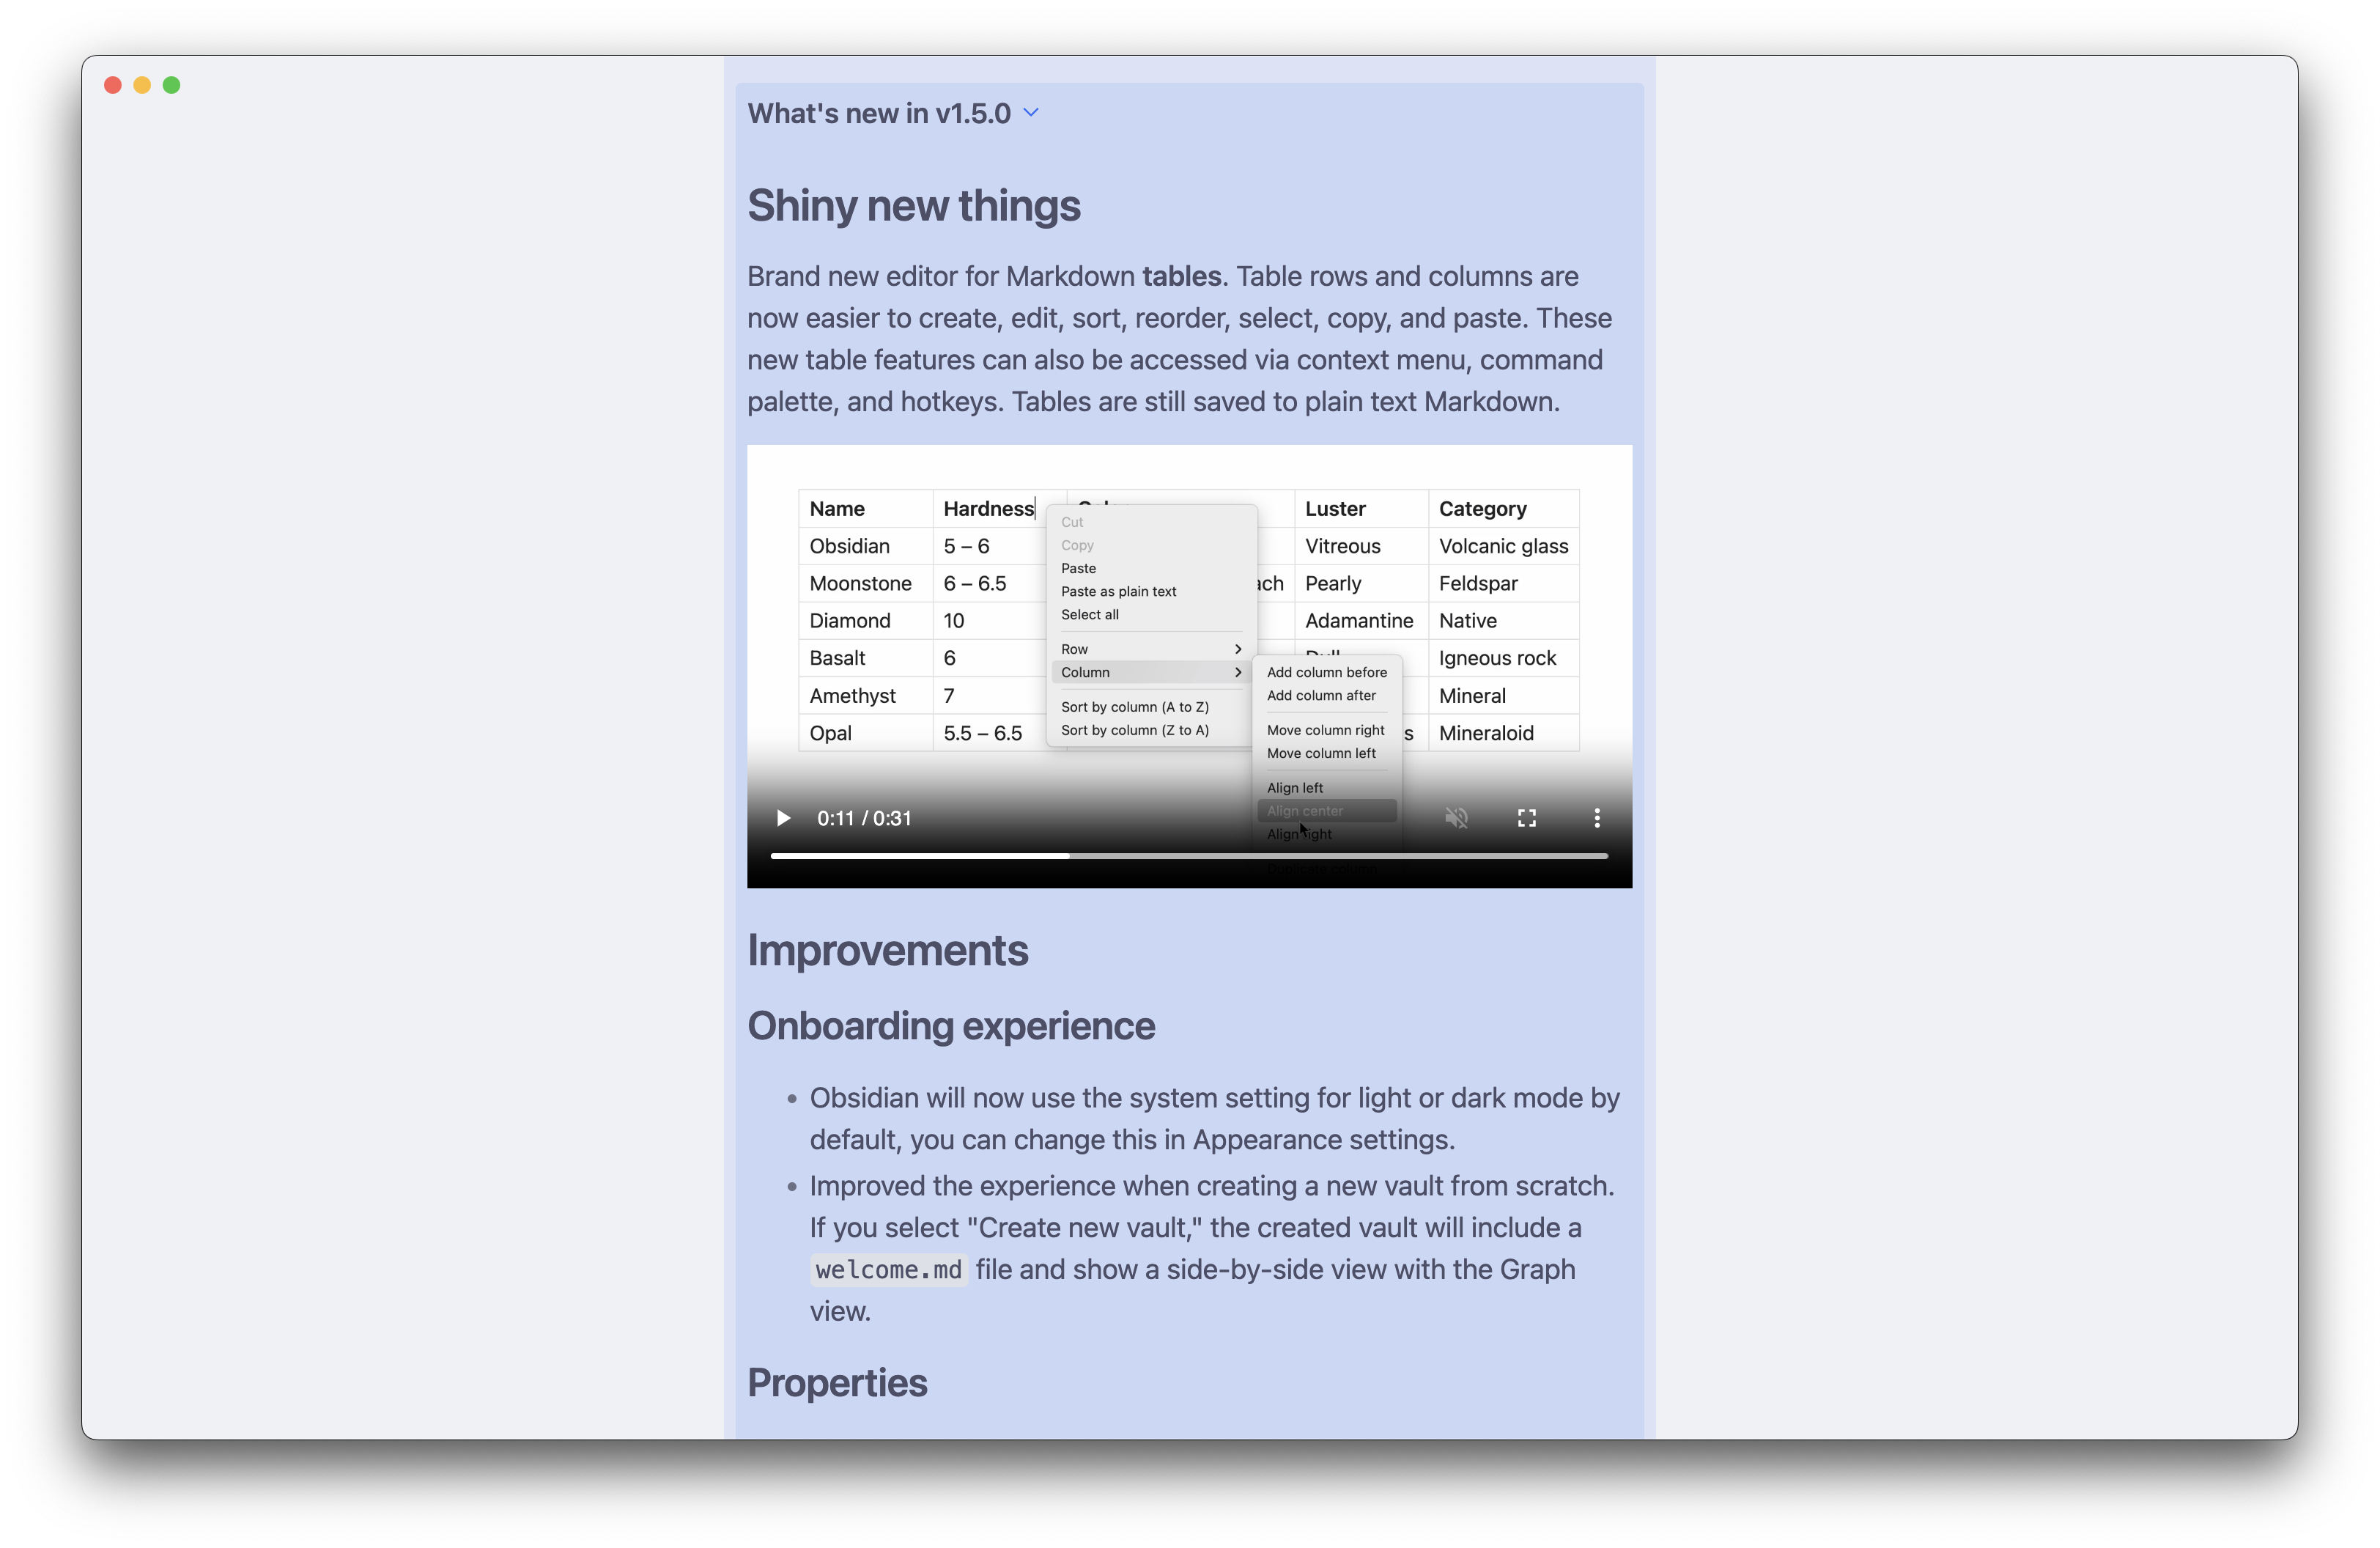 What's new in v1.5.0
Shiny new things
Brand new editor for Markdown tables. Table rows and columns are
now easier to create, edit, sort, reorder, select, copy, and paste. These
new table features can also be accessed via context menu, command
palette, and hotkeys. Tables are still saved to plain text Markdown.
Name Hardness Luster Category
Obsidian 5 – 6 Vitreous Volcanic glass
Moonstone 6 – 6.5 Pearly Feldspar
Diamond 10 Adamantine Native
Basalt 6 Igneous rock
Amethyst 7 Mineral
Opal 5.5 – 6.5 Mineraloid
Cut
Copy
Paste
Paste as plain text
Select all
Row
Column
Sort by column (A to Z)
Sort by column (Z to A)
Add column before
Add column after
Move column right
Move column left
Align left
Align center
Align right
0:11 / 0:31
Improvements
Onboarding experience
• Obsidian will now use the system setting for light or dark mode by
default, you can change this in Appearance settings.
• Improved the experience when creating a new vault from scratch.
If you select "Create new vault," the created vault will include a
welcome.md file and show a side-by-side view with the Graph
view.
Properties